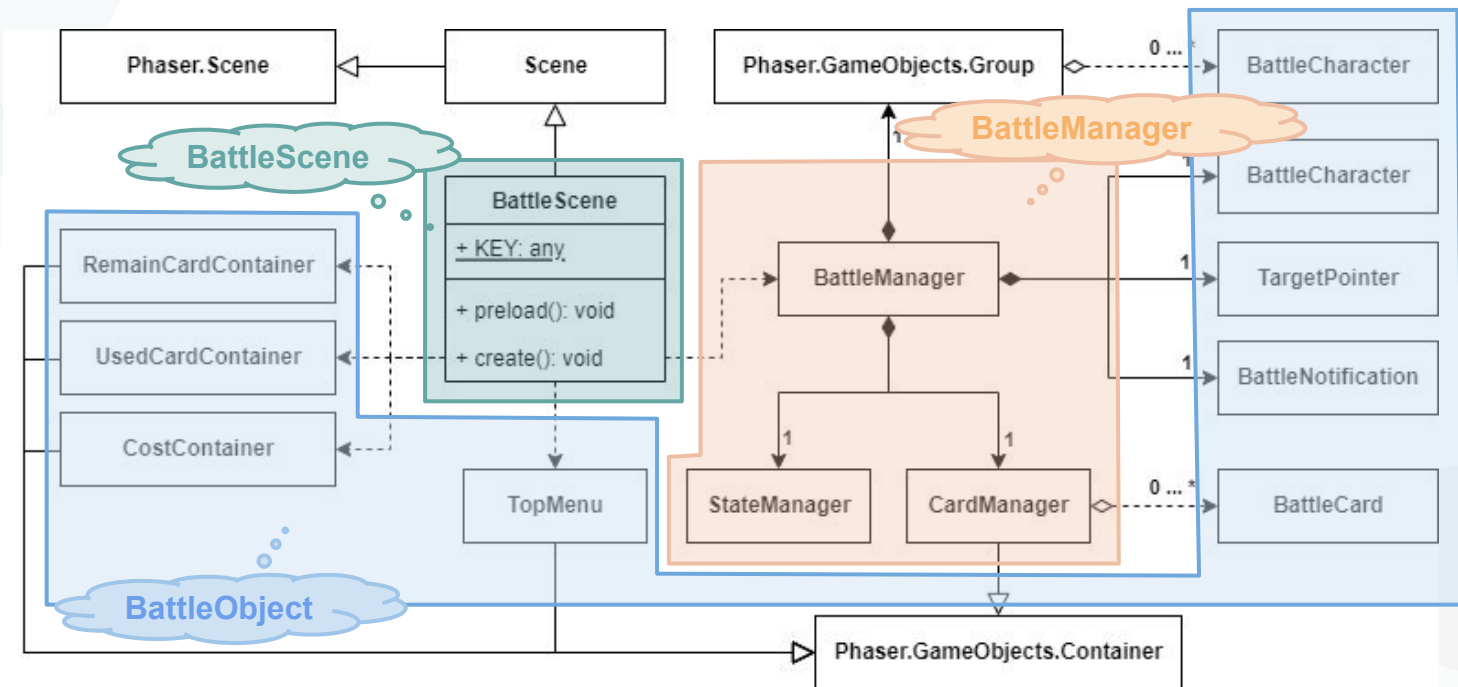 Phaser.Scene
Scene
Phaser.GameObjects.Group
0 ... *
BattleCharacter
BattleScene
BattleManager
1
1
BattleCharacter
BattleScene
+ KEY: any
+ preload(): void
+ create(): void
RemainCardContainer
BattleManager
1
TargetPointer
UsedCardContainer
1
BattleNotification
CostContainer
1
1
TopMenu
StateManager
CardManager
0 ... *
BattleCard
BattleObject
Phaser.GameObjects.Container